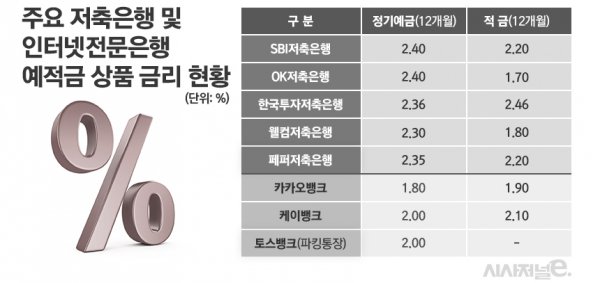 주요 저축은행 및
인터넷전문은행
예적금 상품 금리 현황
(단위: %)
%
구 분 정기예금(12개월) 적 금(12개월)
SBI저축은행 2.40 2.20
OK저축은행 2.40 1.70
한국투자저축은행 2.36 2.46
웰컴저축은행 2.30 1.80
페퍼저축은행 2.35 2.20
카카오뱅크 1.80 1.90
케이뱅크 2.00 2.10
토스뱅크(파킹통장) 2.00 -
시사저널e.